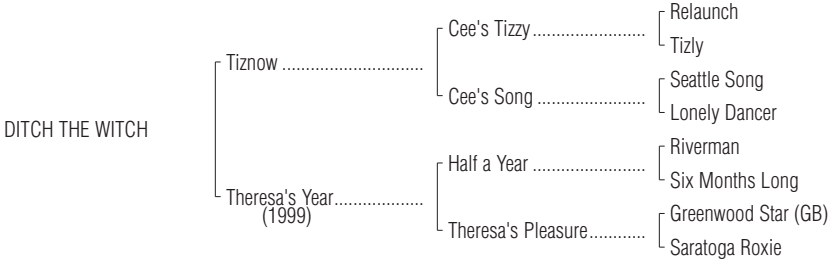 Relaunch
Cee's Tizzy........................
Tizly
Tiznow ..............................
Seattle Song
Cee's Song .......................
Lonely Dancer
DITCH THE WITCH
Riverman
Half a Year ........................
Six Months Long
Theresa's Year...................
(1999)
Greenwood Star (GB)
Theresa's Pleasure............
Saratoga Roxie